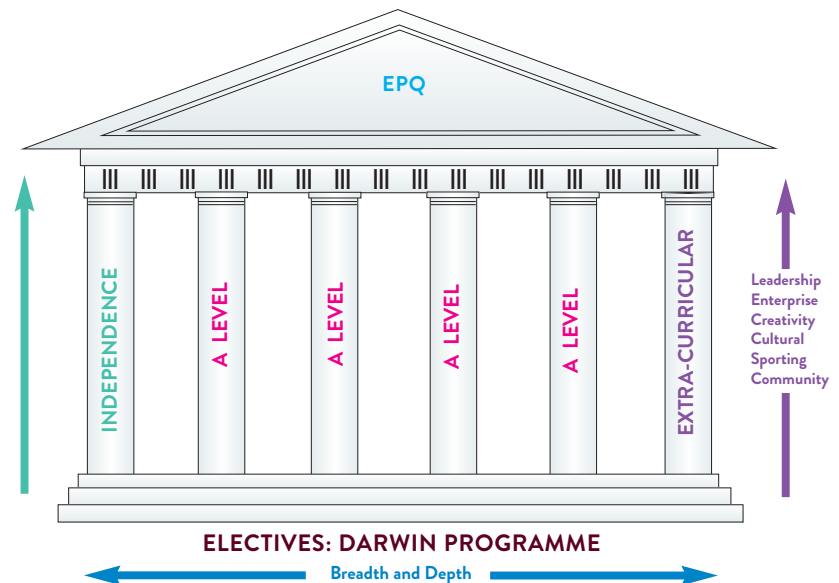 EPQ
INDEPENDENCE
A LEVEL
A LEVEL
A LEVEL
A LEVEL
EXTRA-CURRICULAR
Leadership
Enterprise
Creativity
Cultural
Sporting
Community
ELECTIVES: DARWIN PROGRAMME
Breadth and Depth